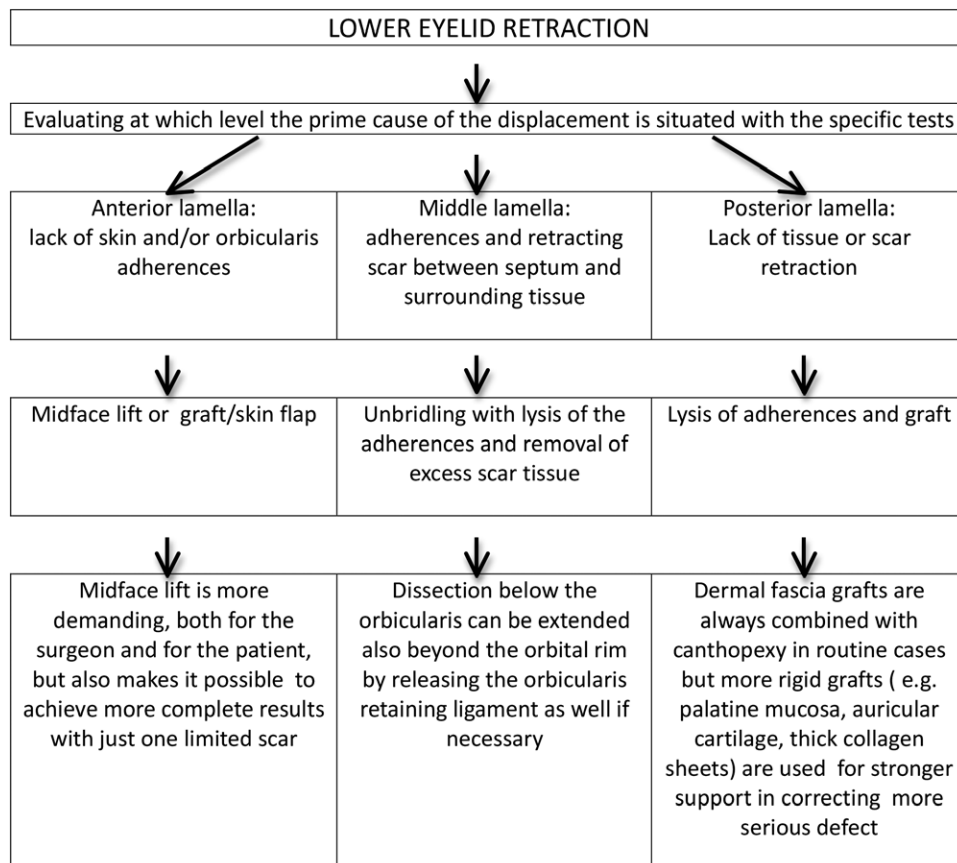 LOWER EYELID RETRACTION
Evaluating at which level the prime cause of the displacement is situated with the specific tests
Anterior lamella:
lack of skin and/or orbicularis
adherences
Middle lamella:
adherences and retracting
scar between septum and
surrounding tissue
Posterior lamella:
Lack of tissue or scar
retraction
Midface lift or graft/skin flap
Unbridling with lysis of the
adherences and removal of
excess scar tissue
Lysis of adherences and graft
Midface lift is more
demanding, both for the
surgeon and for the patient,
but also makes it possible to
achieve more complete results
with just one limited scar
Dissection below the
orbicularis can be extended
also beyond the orbital rim
by releasing the orbicularis
retaining ligament as well if
necessary
Dermal fascia grafts are
always combined with
canthopexy in routine cases
but more rigid grafts ( e.g.
palatine mucosa, auricular
cartilage, thick collagen
sheets) are used for stronger
support in correcting more
serious defect